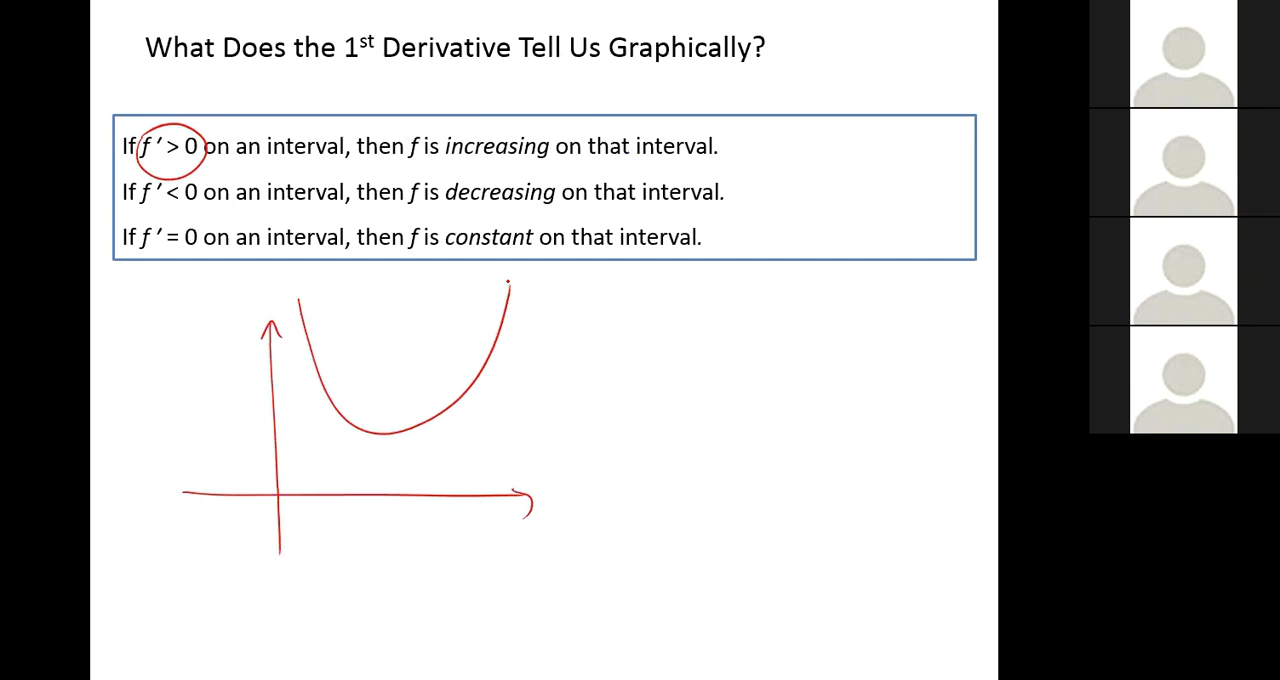 What Does the 1st Derivative Tell Us Graphically?
If f ′ > 0 on an interval, then f is increasing on that interval.
If f ′ < 0 on an interval, then f is decreasing on that interval.
If f ′ = 0 on an interval, then f is constant on that interval.